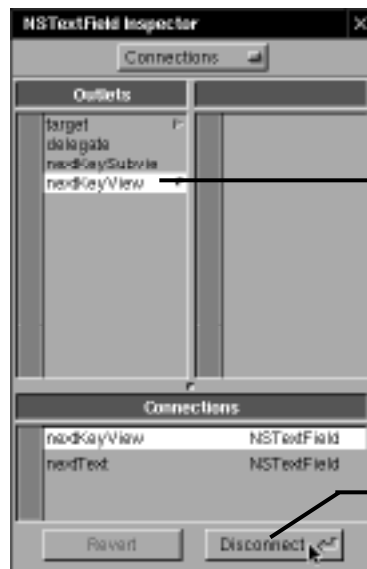 NSTextField Inspector
Connections
Outlets
target
delegate
nextKeySubvie
nextKeyView
Connections
nextKeyView NSTextField
nextText NSTextField
Revert Disconnect